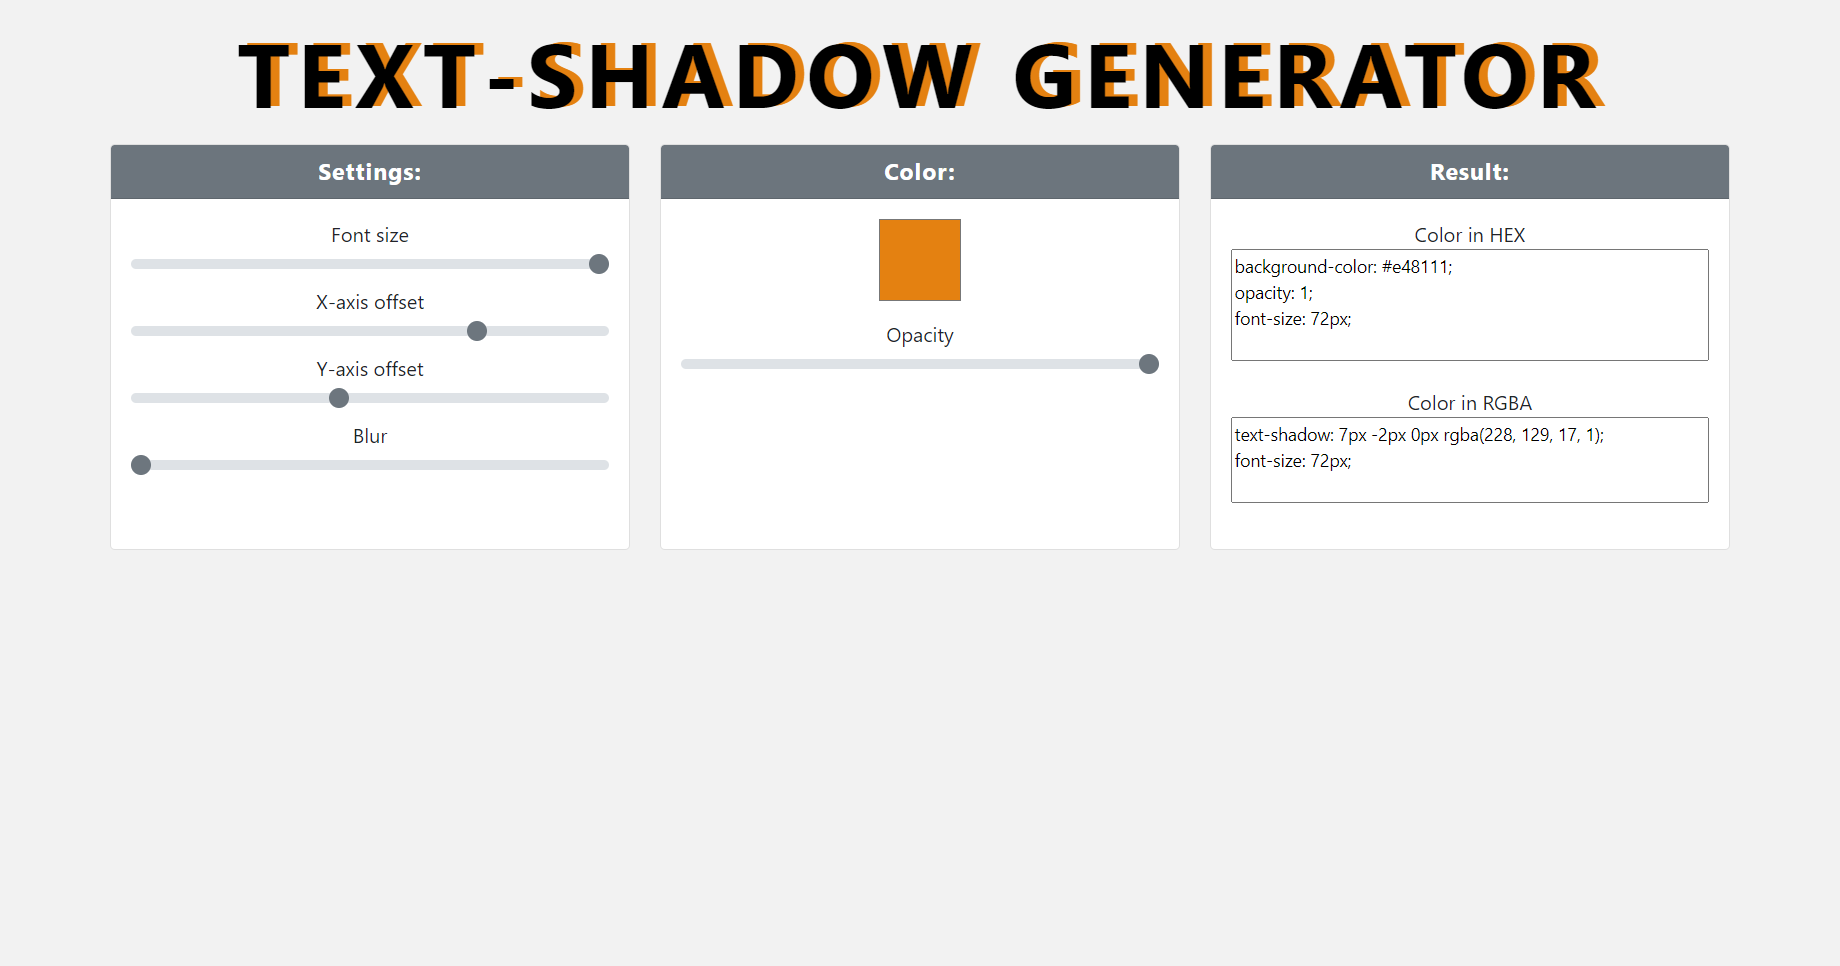 TEXT-SHADOW GENERATOR
Settings:
Font size
X-axis offset
Y-axis offset
Blur
Color:
Opacity
Result:
Color in HEX
background-color: #e48111;
opacity: 1;
font-size: 72px;
Color in RGBA
text-shadow: 7px -2px 0px rgba(228, 129, 17, 1);
font-size: 72px;